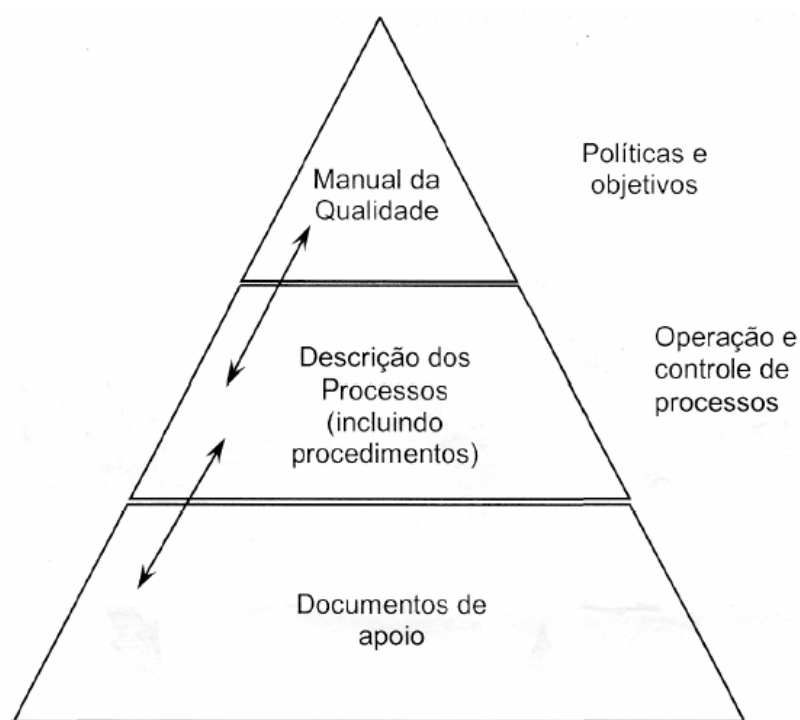 Manual da
Qualidade
Políticas e
objetivos
Descrição dos
Processos
(incluindo
procedimentos)
Operação e
controle de
processos
Documentos de
apoio